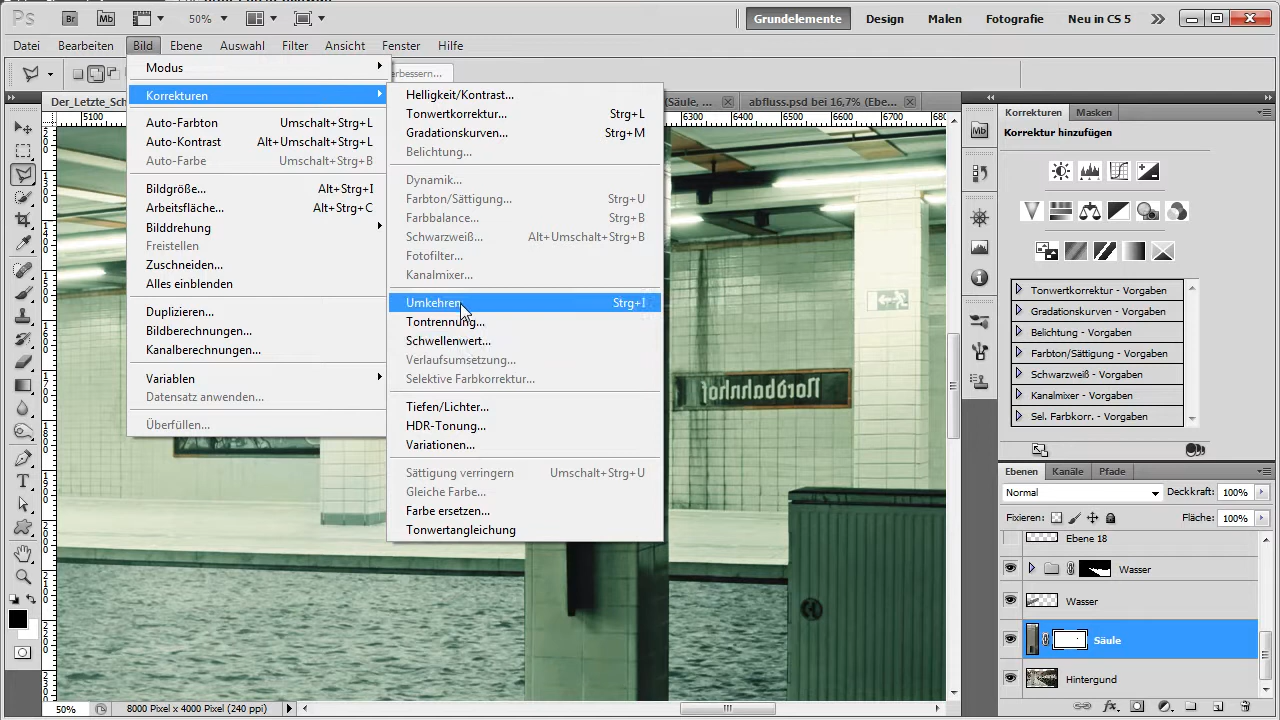 Ps Br Mb 50% Grundelemente Design Malen Fotografie Neu in CS 5
Datei Bearbeiten Bild Ebene Auswahl Filter Ansicht Fenster Hilfe
Modus
Korrekturen
Auto-Farbton Umschalt+Strg+L
Auto-Kontrast Alt+Umschalt+Strg+L
Auto-Farbe Umschalt+Strg+B
Bildgröße... Alt+Strg+I
Arbeitsfläche... Alt+Strg+C
Bilddrehung
Freistellen
Zuschneiden...
Alles einblenden
Duplizieren...
Bildberechnungen...
Kanalberechnungen...
Variablen
Datensatz anwenden...
Überfüllen...
Helligkeit/Kontrast...
Tonwertkorrektur... Strg+L
Gradationskurven... Strg+M
Belichtung...
Dynamik...
Farbton/Sättigung... Strg+U
Farbbalance... Strg+B
Schwarzweiß... Alt+Umschalt+Strg+B
Fotofilter...
Kanalmixer...
Umkehren Strg+I
Tontrennung...
Schwellenwert...
Verlaufsumsetzung...
Selektive Farbkorrektur...
Tiefen/Lichter...
HDR-Tonung...
Variationen...
Sättigung verringern Umschalt+Strg+U
Gleiche Farbe...
Farbe ersetzen...
Tonwertangleichung
erbessern...
Der_Letzte_Sch (Säule, ... abfluss.psd bei 16,7% (Ebe...
5100 6300 6400 6500 6600 6700 680
Nordbahnhof
Korrekturen Masken
Korrektur hinzufügen
Tonwertkorrektur - Vorgaben
Gradationskurven - Vorgaben
Belichtung - Vorgaben
Farbton/Sättigung - Vorgaben
Schwarzweiß - Vorgaben
Kanalmixer - Vorgaben
Sel. Farbkorr. - Vorgaben
Ebenen Kanäle Pfade
Normal Deckkraft: 100%
Fixieren: Fläche: 100%
Ebene 18
Wasser
Wasser
Säule
Hintergund
50% 8000 Pixel x 4000 Pixel (240 ppi)